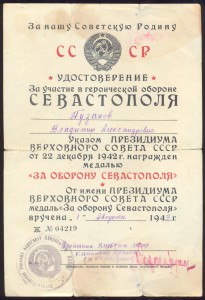 За нашу Советскую Родину
СС СР
УДОСТОВЕРЕНИЕ
За участие в героической обороне
СЕВАСТОПОЛЯ
Владимир Александрович
Указом ПРЕЗИДИУМА
ВЕРХОВНОГО СОВЕТА СССР
от 22 декабря 1942 г. награжден
медалью
«ЗА ОБОРОНУ СЕВАСТОПОЛЯ»
От имени ПРЕЗИДИУМА
ВЕРХОВНОГО СОВЕТА СССР
медаль «За оборону Севастополя»
вручена 194
А № 04219